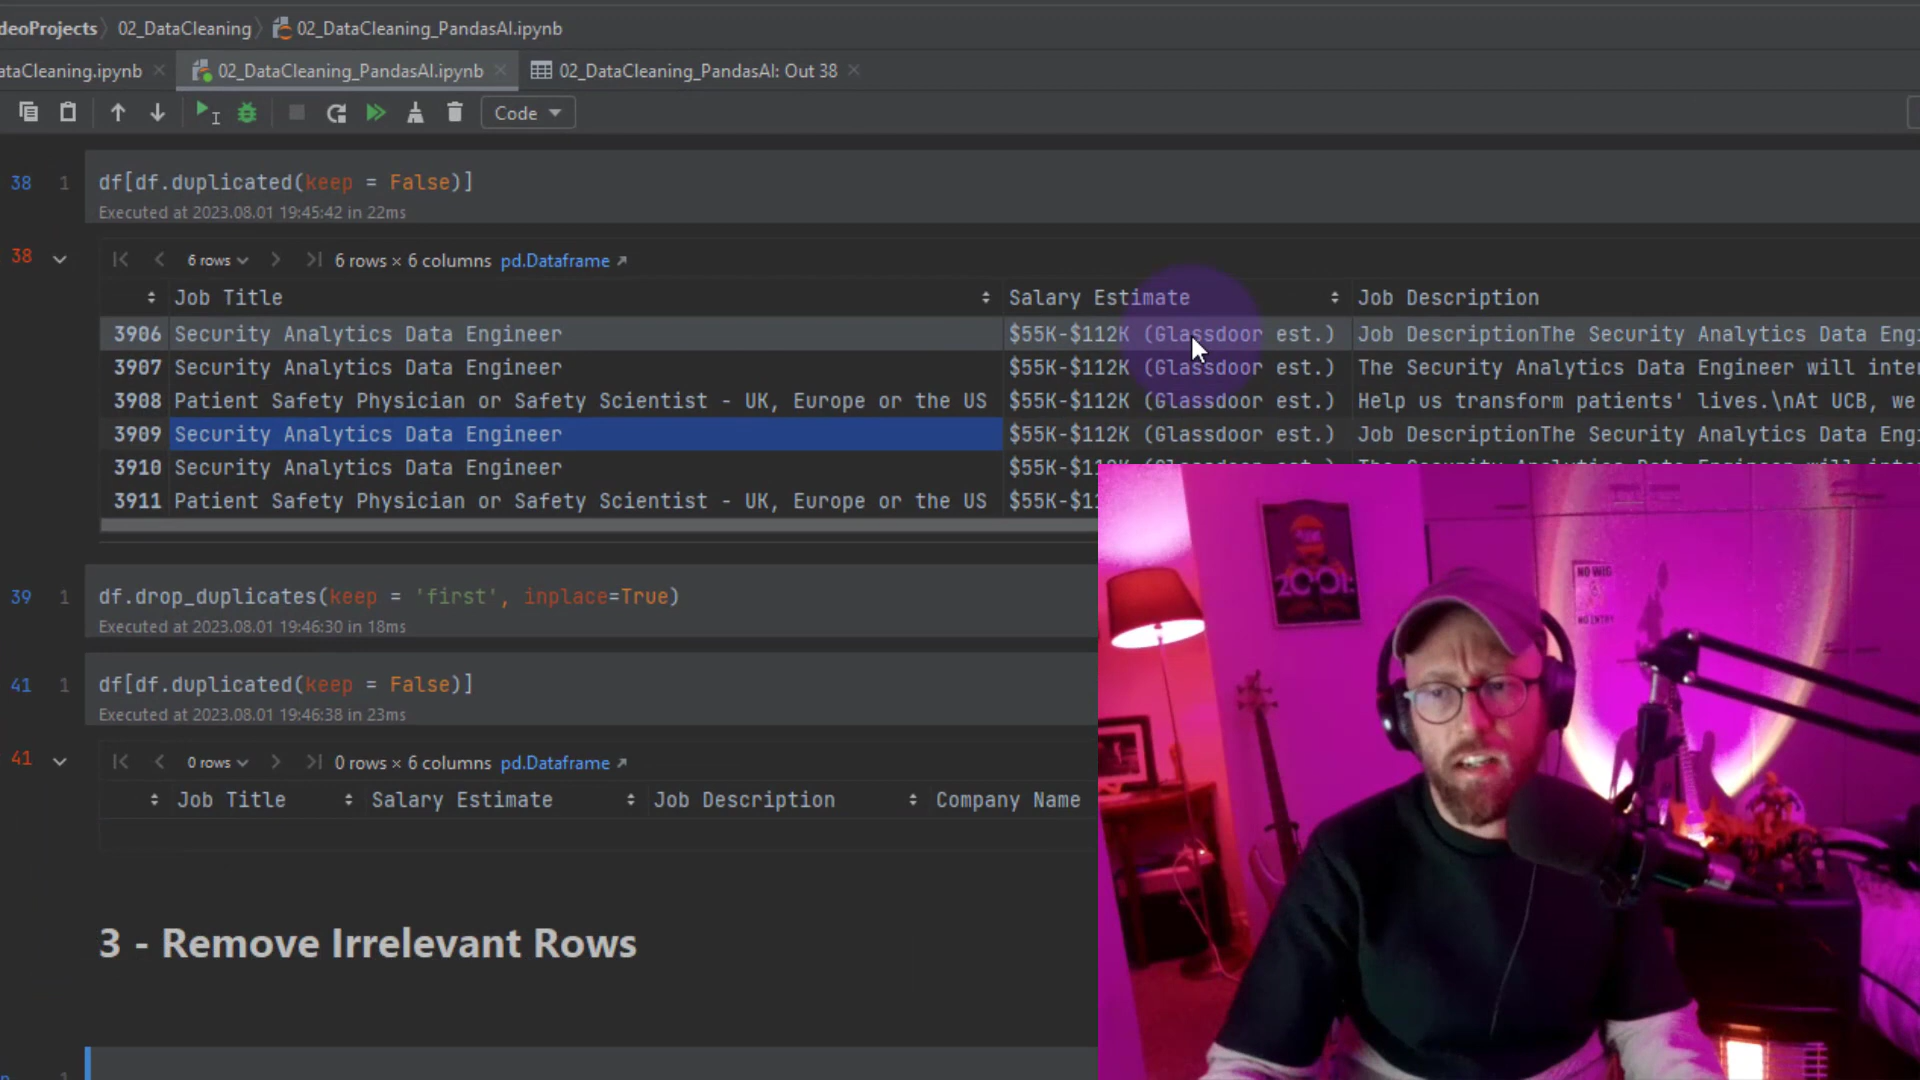 deoProjects 02_DataCleaning 02_DataCleaning_PandasAI.ipynb
ataCleaning.ipynb 02_DataCleaning_PandasAI.ipynb 02_DataCleaning_PandasAI: Out 38
Code
38 1 df[df.duplicated(keep = False)]
Executed at 2023.08.01 19:45:42 in 22ms
38 6 rows 6 rows × 6 columns pd.Dataframe
Job Title Salary Estimate Job Description
3906 Security Analytics Data Engineer $55K-$112K (Glassdoor est.) Job DescriptionThe Security Analytics Data Eng
3907 Security Analytics Data Engineer $55K-$112K (Glassdoor est.) The Security Analytics Data Engineer will inte
3908 Patient Safety Physician or Safety Scientist - UK, Europe or the US $55K-$112K (Glassdoor est.) Help us transform patients' lives.\nAt UCB, we
3909 Security Analytics Data Engineer $55K-$112K (Glassdoor est.) Job DescriptionThe Security Analytics Data Eng
3910 Security Analytics Data Engineer
3911 Patient Safety Physician or Safety Scientist - UK, Europe or the US
39 1 df.drop_duplicates(keep = 'first', inplace=True)
Executed at 2023.08.01 19:46:30 in 18ms
41 1 df[df.duplicated(keep = False)]
Executed at 2023.08.01 19:46:38 in 23ms
41 0 rows 0 rows × 6 columns pd.Dataframe
Job Title Salary Estimate Job Description Company Name
3 - Remove Irrelevant Rows
2001:
NO WIG
NO ENTRY